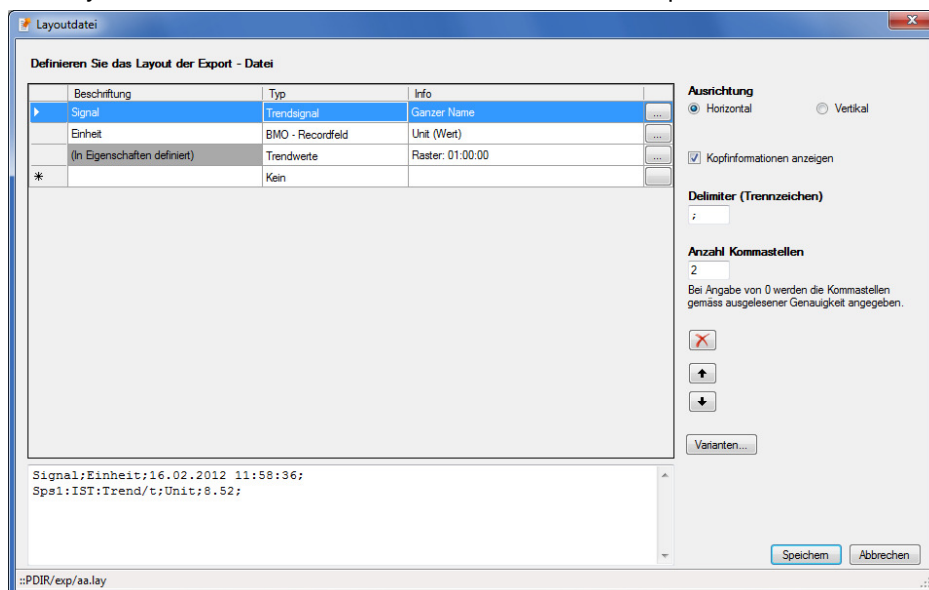 Layoutdatei
Definieren Sie das Layout der Export - Datei
Beschriftung Typ Info
Signal Trendsignal Ganzer Name ...
Einheit BMO - Recordfeld Unit (Wert) ...
(In Eigenschaften definiert) Trendwerte Raster: 01:00:00 ...
* Kein
Ausrichtung
Horizontal Vertikal
Kopfinformationen anzeigen
Delimiter (Trennzeichen)
;
Anzahl Kommastellen
2
Bei Angabe von 0 werden die Kommastellen
gemäss ausgelesener Genauigkeit angegeben.
Varianten...
Signal;Einheit;16.02.2012 11:58:36;
Sps1:IST:Trend/t;Unit;8.52;
Speichern Abbrechen
::PDIR/exp/aa.lay